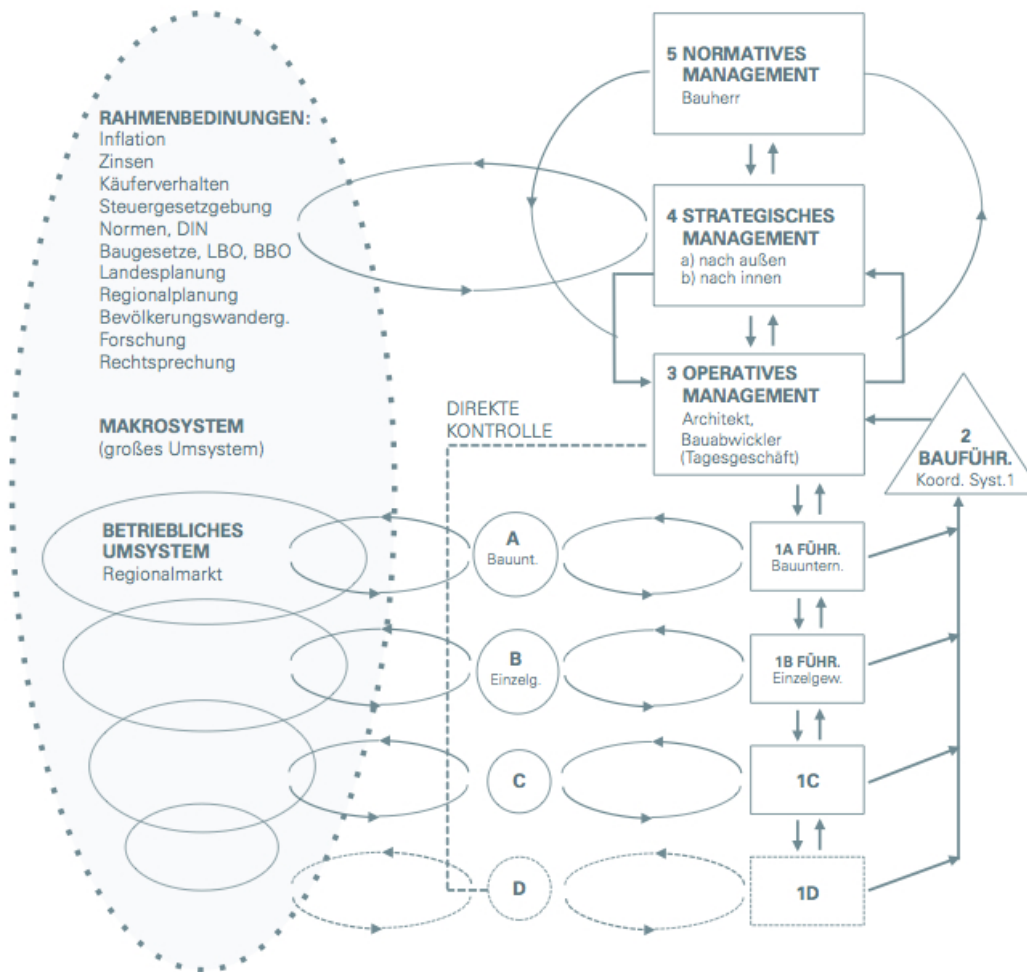 5 NORMATIVES
MANAGEMENT
Bauherr
RAHMENBEDINUNGEN:
Inflation
Zinsen
Käuferverhalten
Steuergesetzgebung
Normen, DIN
Baugesetze, LBO, BBO
Landesplanung
Regionalplanung
Bevölkerungswanderg.
Forschung
Rechtsprechung
4 STRATEGISCHES
MANAGEMENT
a) nach außen
b) nach innen
3 OPERATIVES
MANAGEMENT
Architekt,
Bauabwickler
(Tagesgeschäft)
DIREKTE
KONTROLLE
MAKROSYSTEM
(großes Umsystem)
2
BAUFÜHR.
Koord. Syst.1
BETRIEBLICHES
UMSYSTEM
Regionalmarkt
A
Bauunt.
1A FÜHR.
Bauuntern.
B
Einzelg.
1B FÜHR.
Einzelgew.
C
1C
D
1D